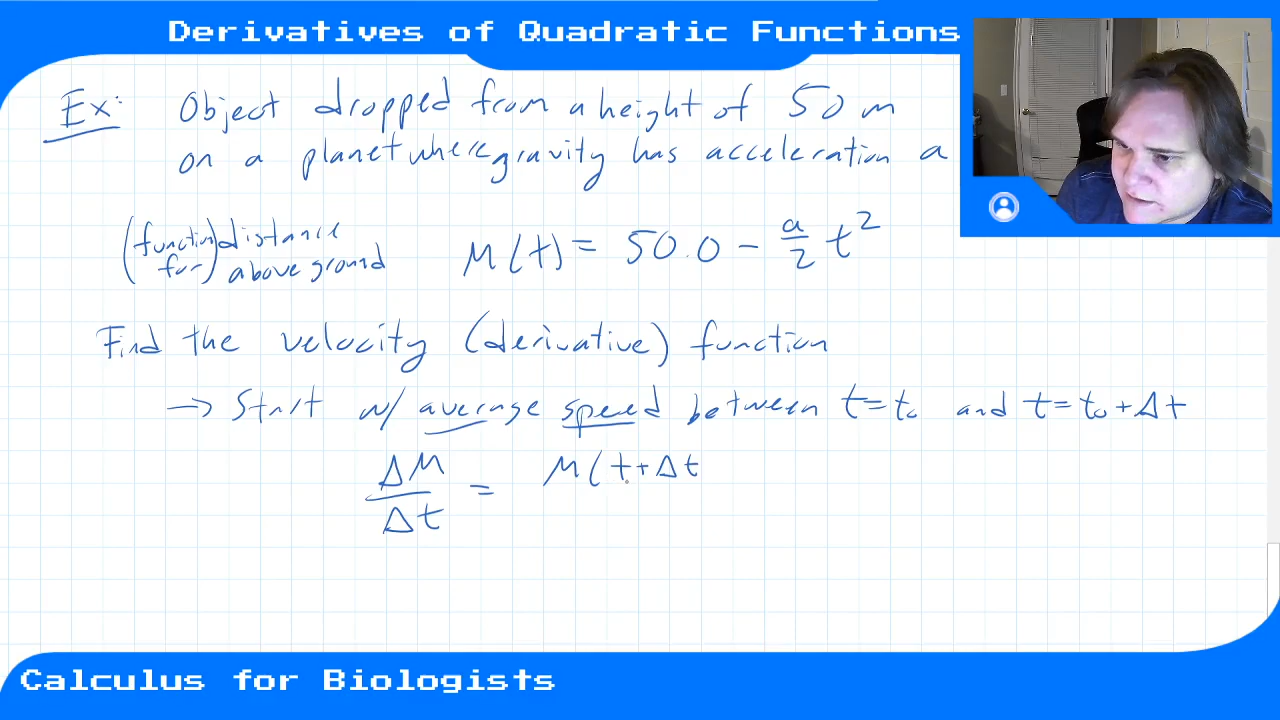 Derivatives of Quadratic Functions
Ex: Object dropped from a height of 50 m
on a planet where gravity has acceleration a
(function for) distance above ground M(t) = 50.0 - a/2 t²
Find the velocity (derivative) function
→ Start w/ average speed between t=t₀ and t=t₀+Δt
ΔM/Δt = M(t+Δt
Calculus for Biologists